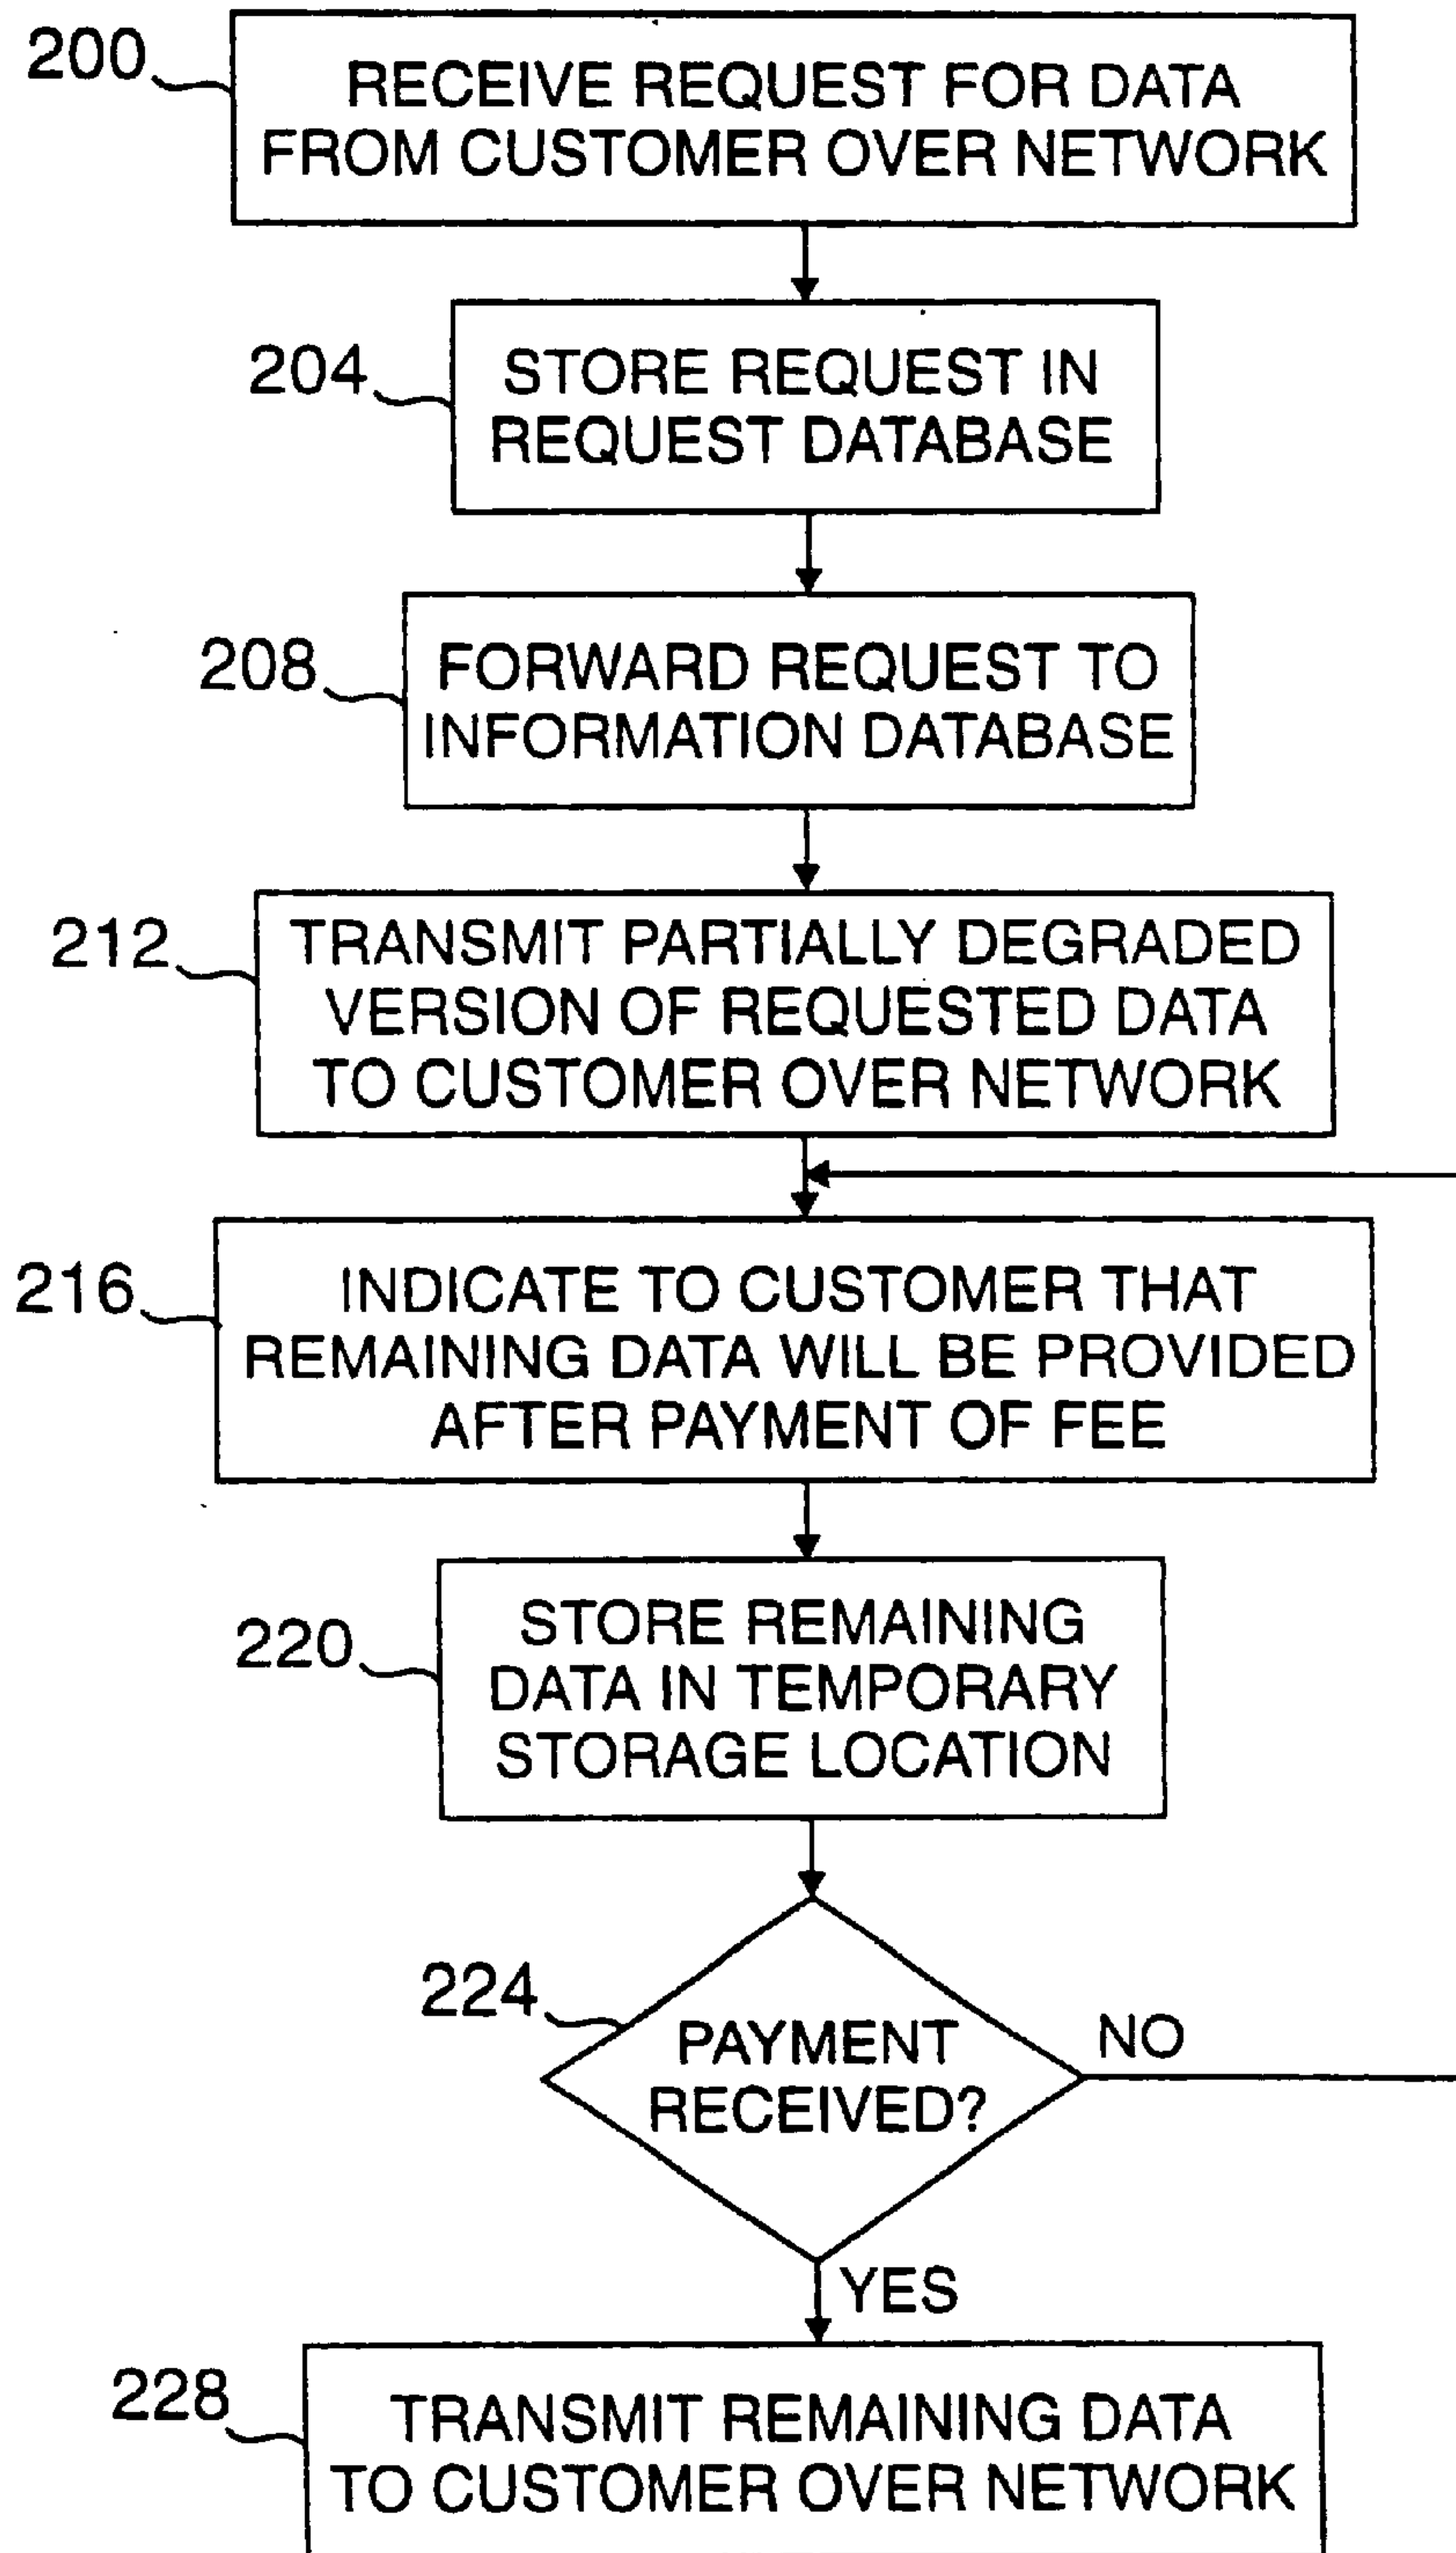 200
RECEIVE REQUEST FOR DATA
FROM CUSTOMER OVER NETWORK
204
STORE REQUEST IN
REQUEST DATABASE
208
FORWARD REQUEST TO
INFORMATION DATABASE
212
TRANSMIT PARTIALLY DEGRADED
VERSION OF REQUESTED DATA
TO CUSTOMER OVER NETWORK
216
INDICATE TO CUSTOMER THAT
REMAINING DATA WILL BE PROVIDED
AFTER PAYMENT OF FEE
220
STORE REMAINING
DATA IN TEMPORARY
STORAGE LOCATION
224
PAYMENT
RECEIVED?
NO
YES
228
TRANSMIT REMAINING DATA
TO CUSTOMER OVER NETWORK